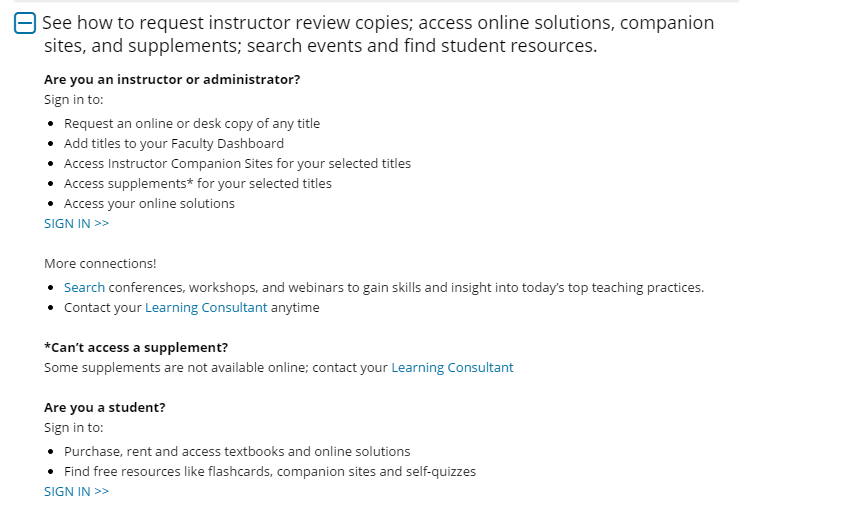 See how to request instructor review copies; access online solutions, companion
sites, and supplements; search events and find student resources.
Are you an instructor or administrator?
Sign in to:
• Request an online or desk copy of any title
• Add titles to your Faculty Dashboard
• Access Instructor Companion Sites for your selected titles
• Access supplements* for your selected titles
• Access your online solutions
SIGN IN >>
More connections!
• Search conferences, workshops, and webinars to gain skills and insight into today’s top teaching practices.
• Contact your Learning Consultant anytime
*Can’t access a supplement?
Some supplements are not available online; contact your Learning Consultant
Are you a student?
Sign in to:
• Purchase, rent and access textbooks and online solutions
• Find free resources like flashcards, companion sites and self-quizzes
SIGN IN >>